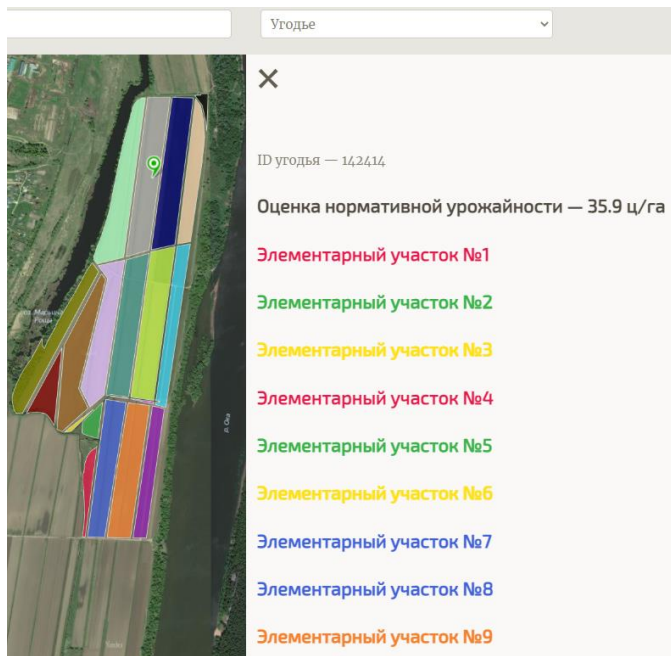 Угодье
ID угодья — 142414
Оценка нормативной урожайности — 35.9 ц/га
Элементарный участок №1
Элементарный участок №2
Элементарный участок №3
Элементарный участок №4
Элементарный участок №5
Элементарный участок №6
Элементарный участок №7
Элементарный участок №8
Элементарный участок №9
р. Ока